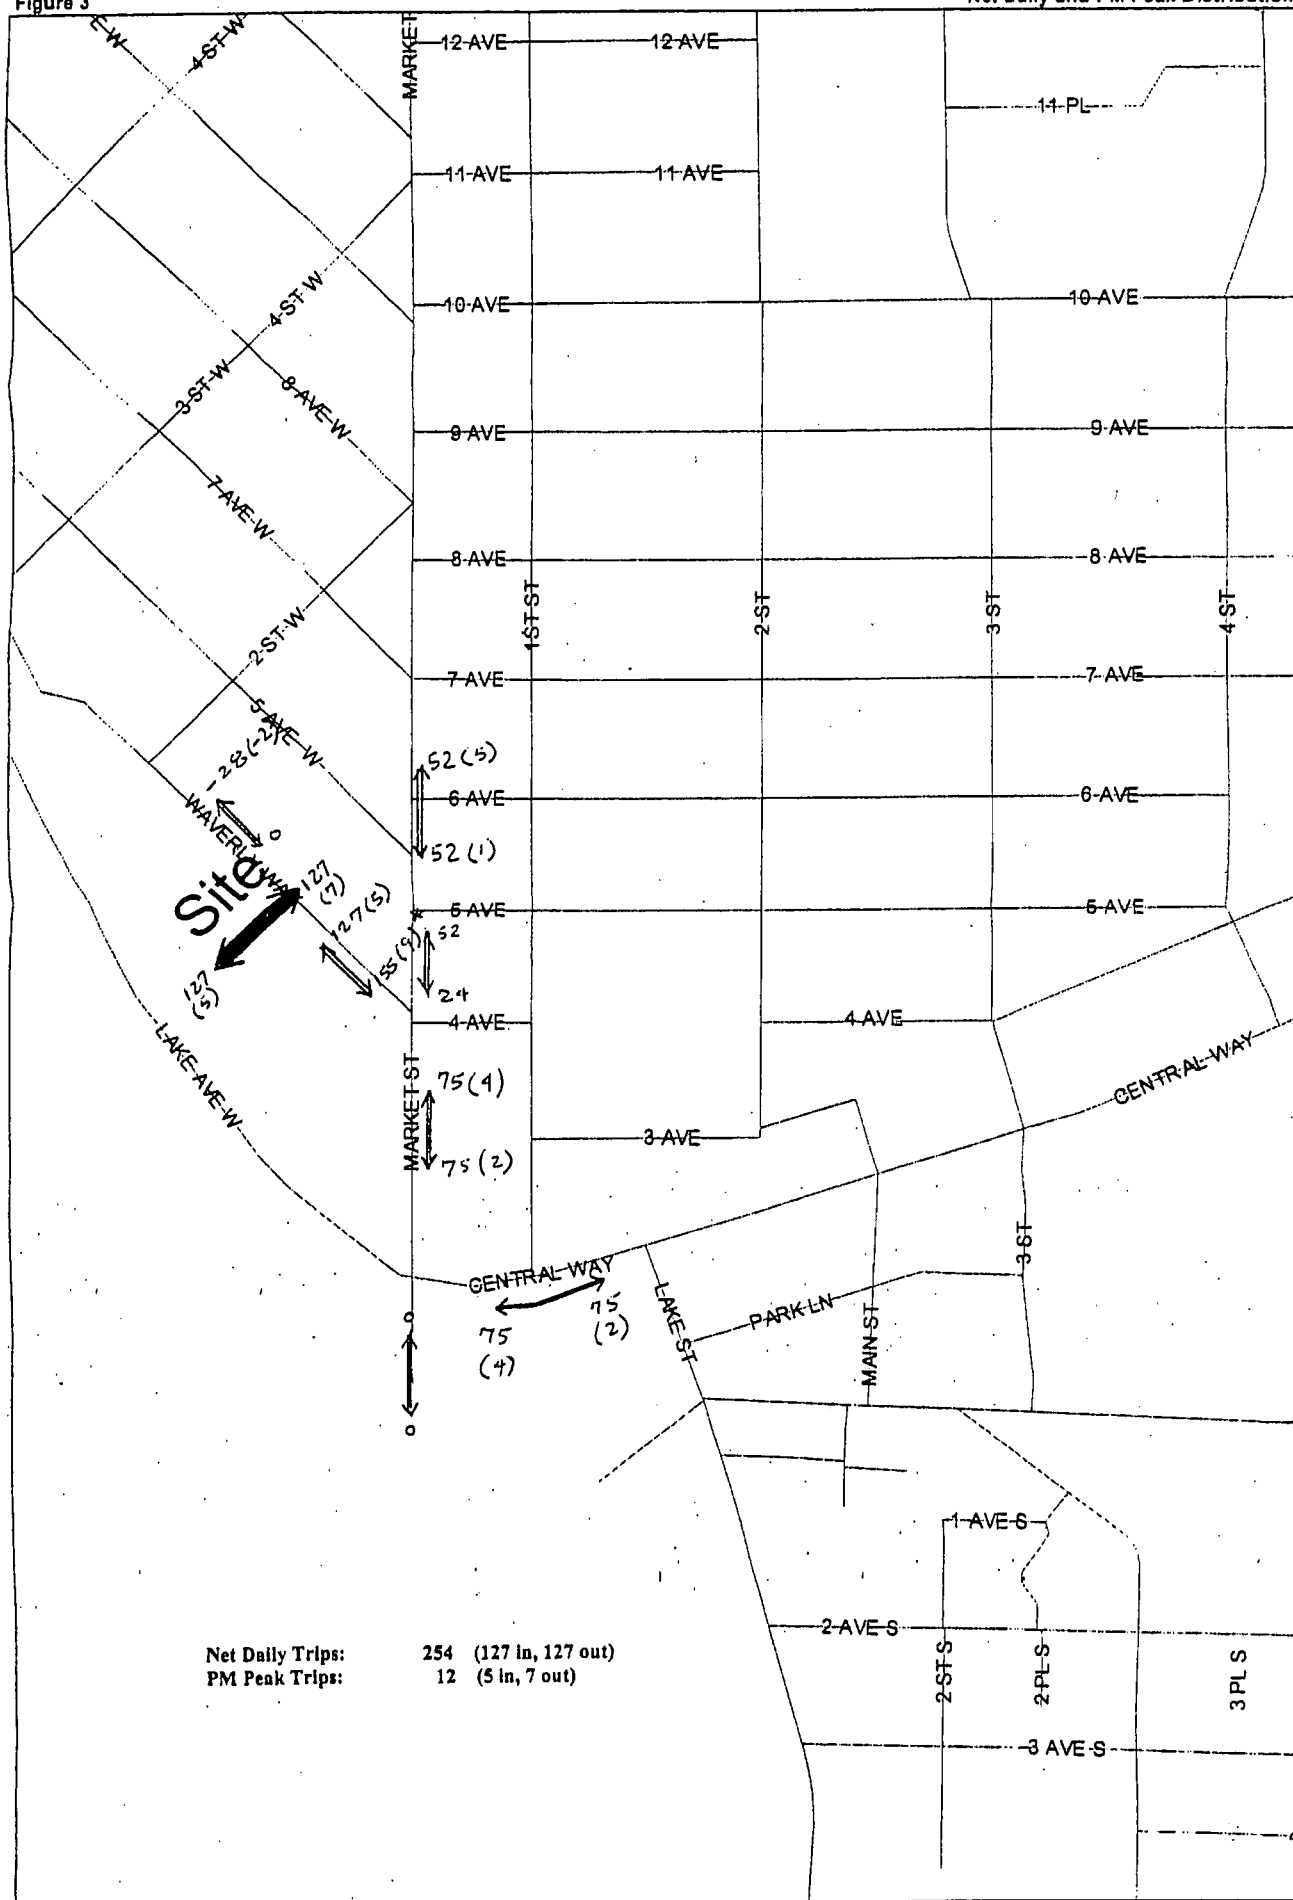 Figure 3
Net Daily and PM Peak Distribution
E W
4 ST W
MARKET
12 AVE
12 AVE
11 PL
11 AVE
11 AVE
4 ST W
10 AVE
10 AVE
3 ST W
8 AVE W
9 AVE
9 AVE
7 AVE W
8 AVE
8 AVE
1ST ST
2 ST
3 ST
4 ST
2 ST W
7 AVE
7 AVE
5 AVE W
-28(-2)
52(5)
6 AVE
6 AVE
WAVERLY WAY
0
52(1)
Site
127
(7)
127(5)
5 AVE
5 AVE
155(9)
52
24
127
(5)
4 AVE
4 AVE
LAKE AVE W
MARKET ST
75(4)
CENTRAL WAY
75(2)
3 AVE
3 ST
CENTRAL WAY
75
(2)
75
(4)
LAKE ST
PARK LN
MAIN ST
0
0
1 AVE S
2 AVE S
2 ST S
2 PL S
3 PL S
Net Daily Trips: 254 (127 in, 127 out)
PM Peak Trips: 12 (5 in, 7 out)
3 AVE S